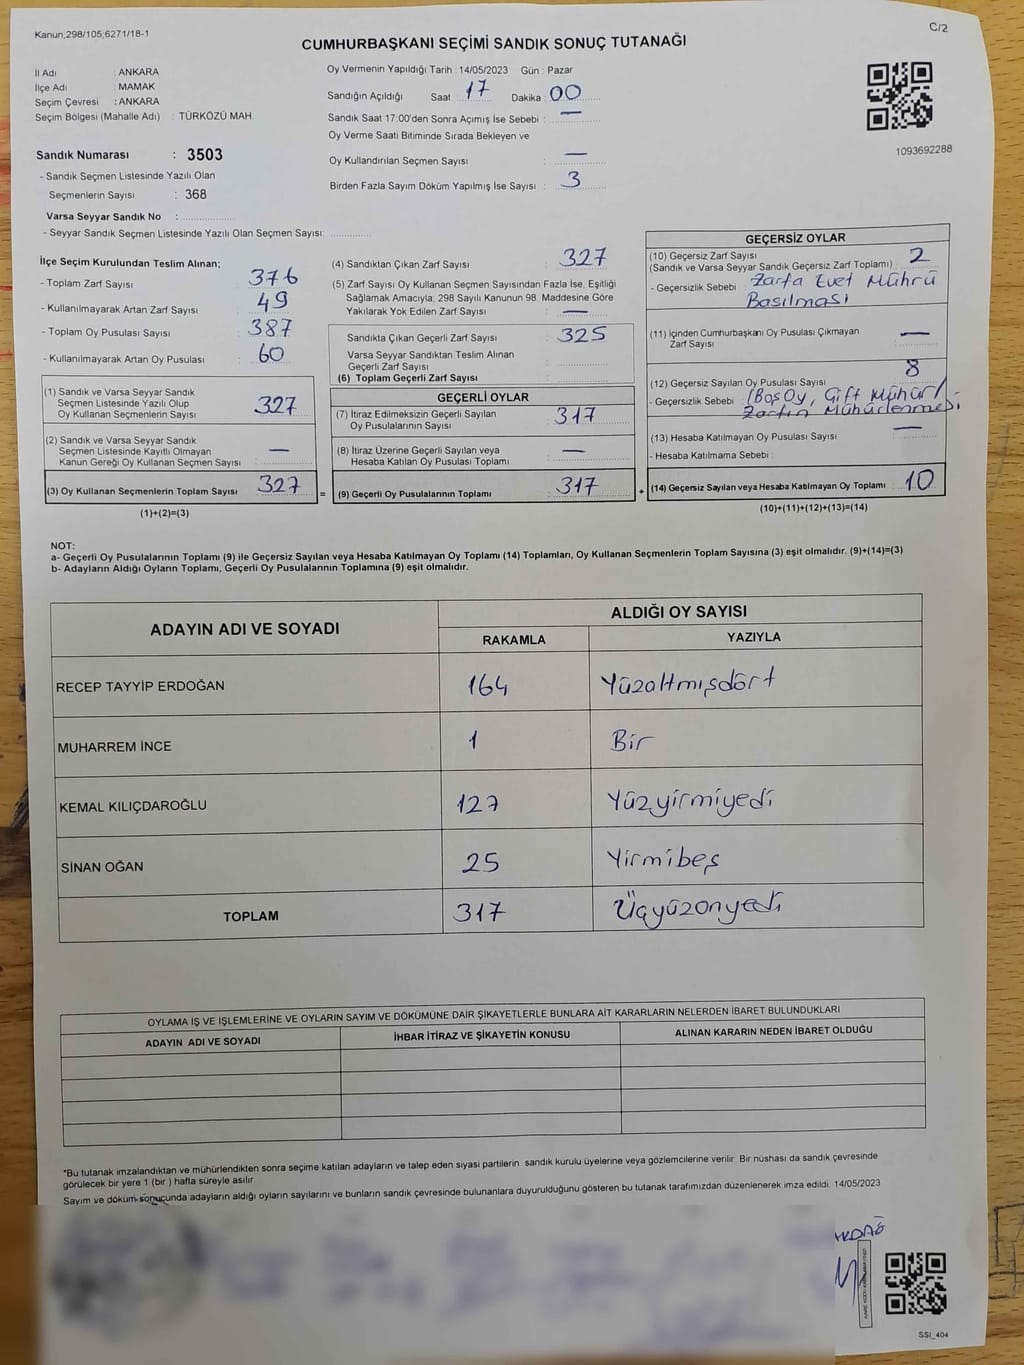 Kanun;298/105;6271/18-1
C/2
CUMHURBAŞKANI SEÇİMİ SANDIK SONUÇ TUTANAĞI
İl Adı : ANKARA
İlçe Adı : MAMAK
Seçim Çevresi : ANKARA
Seçim Bölgesi (Mahalle Adı) : TÜRKÖZÜ MAH
Sandık Numarası : 3503
- Sandık Seçmen Listesinde Yazılı Olan
Seçmenlerin Sayısı : 368
Varsa Seyyar Sandık No :
- Seyyar Sandık Seçmen Listesinde Yazılı Olan Seçmen Sayısı:
Oy Vermenin Yapıldığı Tarih : 14/05/2023 Gün : Pazar
Sandığın Açıldığı Saat : 17 Dakika : 00
Sandık Saat 17:00'den Sonra Açımış İse Sebebi : —
Oy Verme Saati Bitiminde Sırada Bekleyen ve
Oy Kullandırılan Seçmen Sayısı : —
Birden Fazla Sayım Döküm Yapılmış İse Sayısı : 3
1093692288
İlçe Seçim Kurulundan Teslim Alınan;
- Toplam Zarf Sayısı : 376
- Kullanılmayarak Artan Zarf Sayısı : 49
- Toplam Oy Pusulası Sayısı : 387
- Kullanılmayarak Artan Oy Pusulası : 60
(1) Sandık ve Varsa Seyyar Sandık
Seçmen Listesinde Yazılı Olup
Oy Kullanan Seçmenlerin Sayısı : 327
(2) Sandık ve Varsa Seyyar Sandık
Seçmen Listesinde Kayıtlı Olmayan
Kanun Gereği Oy Kullanan Seçmen Sayısı : —
(3) Oy Kullanan Seçmenlerin Toplam Sayısı : 327
(1)+(2)=(3)
(4) Sandıktan Çıkan Zarf Sayısı : 327
(5) Zarf Sayısı Oy Kullanan Seçmen Sayısından Fazla İse, Eşitliği
Sağlamak Amacıyla; 298 Sayılı Kanunun 98. Maddesine Göre
Yakılarak Yok Edilen Zarf Sayısı : —
Sandıkta Çıkan Geçerli Zarf Sayısı : 325
Varsa Seyyar Sandıktan Teslim Alınan
Geçerli Zarf Sayısı :
(6) Toplam Geçerli Zarf Sayısı :
GEÇERLİ OYLAR
(7) İtiraz Edilmeksizin Geçerli Sayılan
Oy Pusulalarının Sayısı : 317
(8) İtiraz Üzerine Geçerli Sayılan veya
Hesaba Katılan Oy Pusulası Toplamı : —
= (9) Geçerli Oy Pusulalarının Toplamı : 317
GEÇERSİZ OYLAR
(10) Geçersiz Zarf Sayısı
(Sandık ve Varsa Seyyar Sandık Geçersiz Zarf Toplamı) : 2
- Geçersizlik Sebebi : Zarfa Evet Mührü
Basılması
(11) İçinden Cumhurbaşkanı Oy Pusulası Çıkmayan
Zarf Sayısı : —
(12) Geçersiz Sayılan Oy Pusulası Sayısı : 8
- Geçersizlik Sebebi : (Boş Oy, Çift Mühür/
Zarfın Mühürlenmesi
(13) Hesaba Katılmayan Oy Pusulası Sayısı : —
- Hesaba Katılmama Sebebi :
+ (14) Geçersiz Sayılan veya Hesaba Katılmayan Oy Toplamı : 10
(10)+(11)+(12)+(13)=(14)
NOT:
a- Geçerli Oy Pusulalarının Toplamı (9) ile Geçersiz Sayılan veya Hesaba Katılmayan Oy Toplamı (14) Toplamları, Oy Kullanan Seçmenlerin Toplam Sayısına (3) eşit olmalıdır. (9)+(14)=(3)
b- Adayların Aldığı Oyların Toplamı, Geçerli Oy Pusulalarının Toplamına (9) eşit olmalıdır.
ADAYIN ADI VE SOYADI
ALDIĞI OY SAYISI
RAKAMLA YAZIYLA
RECEP TAYYİP ERDOĞAN 164 Yüzaltmışdört
MUHARREM İNCE 1 Bir
KEMAL KILIÇDAROĞLU 127 Yüzyirmiyedi
SİNAN OĞAN 25 Yirmibeş
TOPLAM 317 Üçyüzonyedi
OYLAMA İŞ VE İŞLEMLERİNE VE OYLARIN SAYIM VE DÖKÜMÜNE DAİR ŞİKAYETLERLE BUNLARA AİT KARARLARIN NELERDEN İBARET BULUNDUKLARI
ADAYIN ADI VE SOYADI İHBAR İTİRAZ VE ŞİKAYETİN KONUSU ALINAN KARARIN NEDEN İBARET OLDUĞU
*Bu tutanak imzalandıktan ve mühürlendikten sonra seçime katılan adayların ve talep eden siyasi partilerin sandık kurulu üyelerine veya gözlemcilerine verilir. Bir nüshası da sandık çevresinde
görülecek bir yere 1 (bir ) hafta süreyle asılır.
Sayım ve döküm sonucunda adayların aldığı oyların sayılarını ve bunların sandık çevresinde bulunanlara duyurulduğunu gösteren bu tutanak tarafımızdan düzenlenerek imza edildi. 14/05/2023
SSİ_404